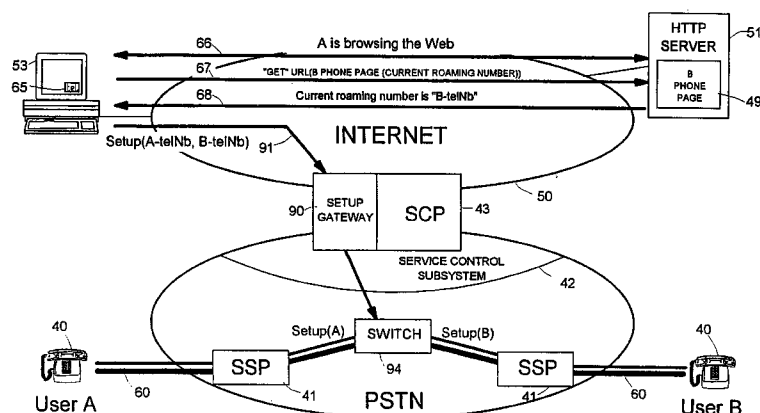 66
A is browsing the Web
HTTP
SERVER
51
53
67
"GET" URL(B PHONE PAGE (CURRENT ROAMING NUMBER))
65
68
Current roaming number is "B-telNb"
B
PHONE
PAGE
49
INTERNET
Setup(A-telNb, B-telNb)
91
50
90
SETUP
GATEWAY
SCP
43
SERVICE CONTROL
SUBSYSTEM
42
40
Setup(A)
SWITCH
Setup(B)
40
94
SSP
SSP
60
41
41
60
User A
PSTN
User B